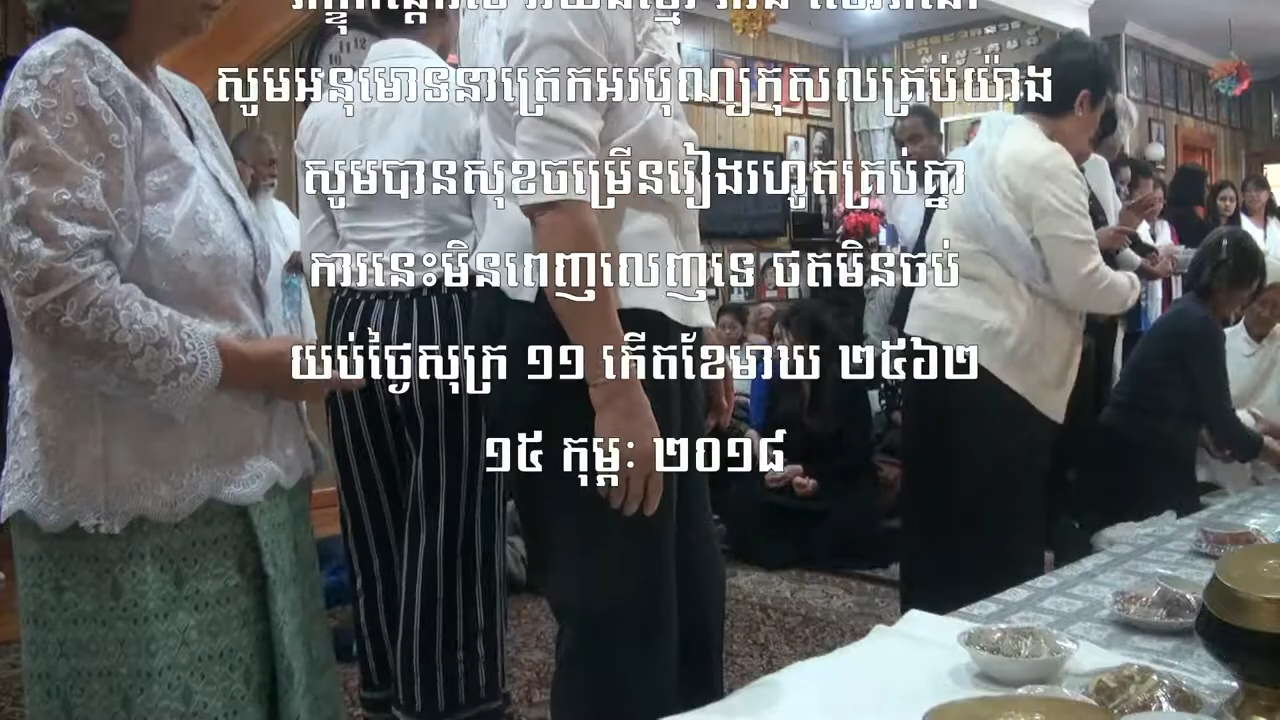 សូមអនុមោទនាត្រេកអរបុណ្យកុសលគ្រប់យ៉ាង
សូមបានសុខចម្រើនរៀងរហូតគ្រប់គ្នា
ការនេះមិនពេញលេញទេ ថតមិនចប់
យប់ថ្ងៃសុក្រ ១១ កើតខែមាឃ ២៥៦២
១៥ កុម្ភៈ ២០១៨